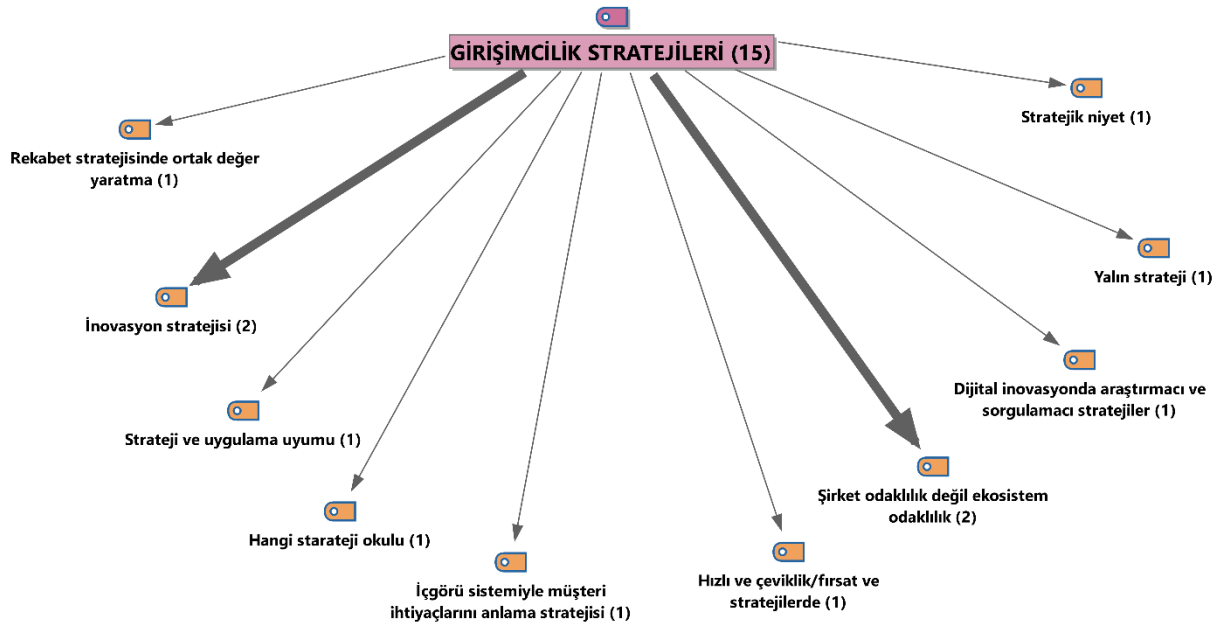 GİRİŞİMCİLİK STRATEJİLERİ (15)
Stratejik niyet (1)
Rekabet stratejisinde ortak değer
yaratma (1)
Yalın strateji (1)
İnovasyon stratejisi (2)
Dijital inovasyonda araştırmacı ve
sorgulamacı stratejiler (1)
Strateji ve uygulama uyumu (1)
Şirket odaklılık değil ekosistem
odaklılık (2)
Hangi starateji okulu (1)
Hızlı ve çeviklik/fırsat ve
stratejilerde (1)
İçgörü sistemiyle müşteri
ihtiyaçlarını anlama stratejisi (1)